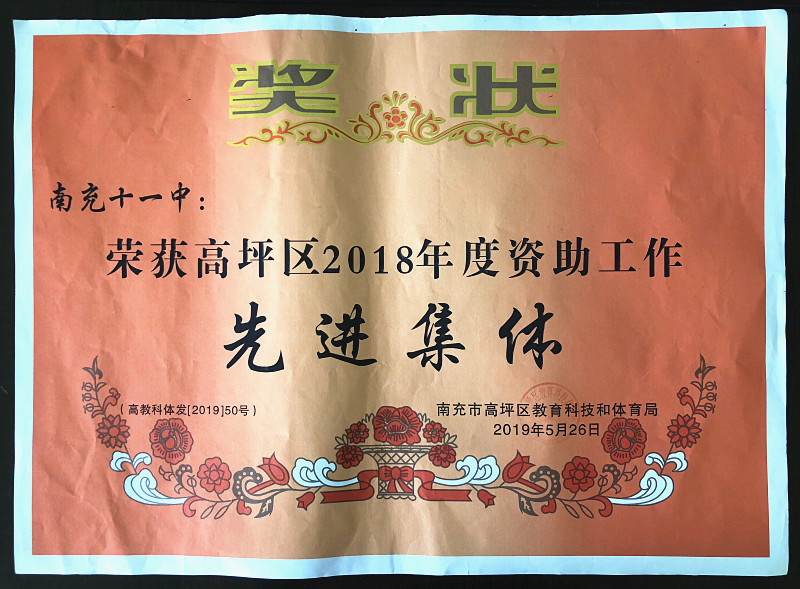 奖状
南充十一中：
荣获高坪区2018年度资助工作
先进集体
（高教科体发[2019]50号）
南充市高坪区教育科技和体育局
2019年5月26日